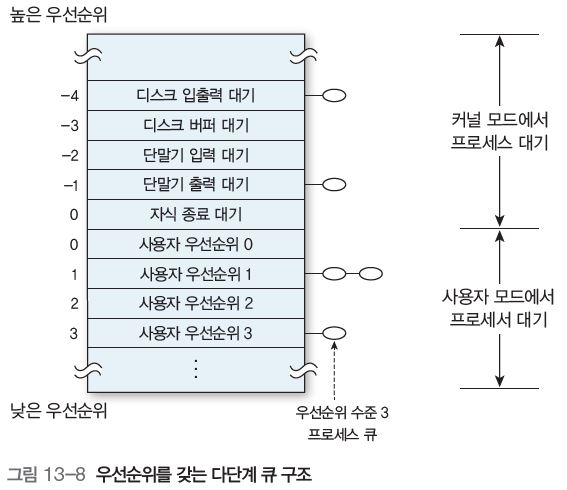 높은 우선순위
-4 디스크 입출력 대기
-3 디스크 버퍼 대기
-2 단말기 입력 대기
-1 단말기 출력 대기
0 자식 종료 대기
0 사용자 우선순위 0
1 사용자 우선순위 1
2 사용자 우선순위 2
3 사용자 우선순위 3
⋮
낮은 우선순위
커널 모드에서
프로세스 대기
사용자 모드에서
프로세서 대기
우선순위 수준 3
프로세스 큐
그림 13-8 우선순위를 갖는 다단계 큐 구조